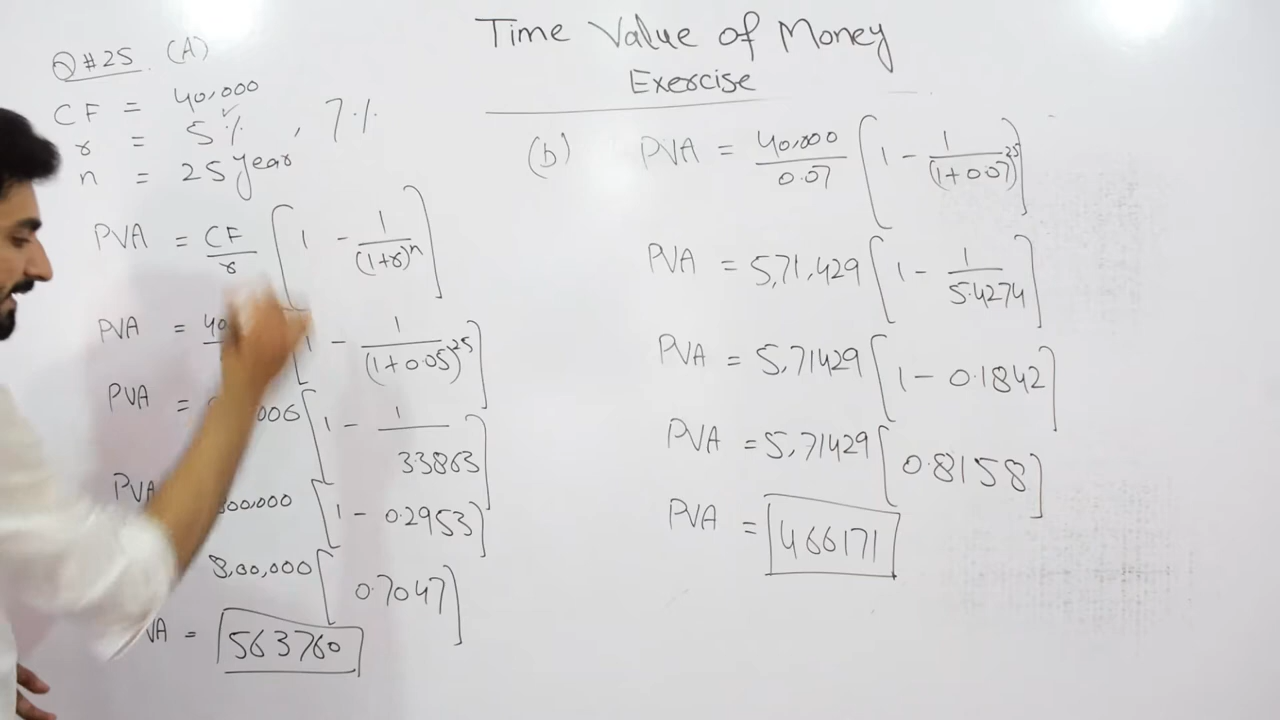 Time Value of Money
Exercise
Q#25 (A)
CF = 40,000
r = 5% , 7%
n = 25 year
PVA = CF/r [1 - 1/(1+r)^n]
PVA = [1 - 1/(1+0.05)^25]
PVA = [1 - 1/33863]
PVA [1 - 0.2953]
8,00,000 [0.7047]
= 563760
(b) PVA = 40,000/0.07 [1 - 1/(1+0.07)^25]
PVA = 5,71,429 [1 - 1/5.4274]
PVA = 5,71429 [1 - 0.1842]
PVA = 5,71429 [0.8158]
PVA = 466171